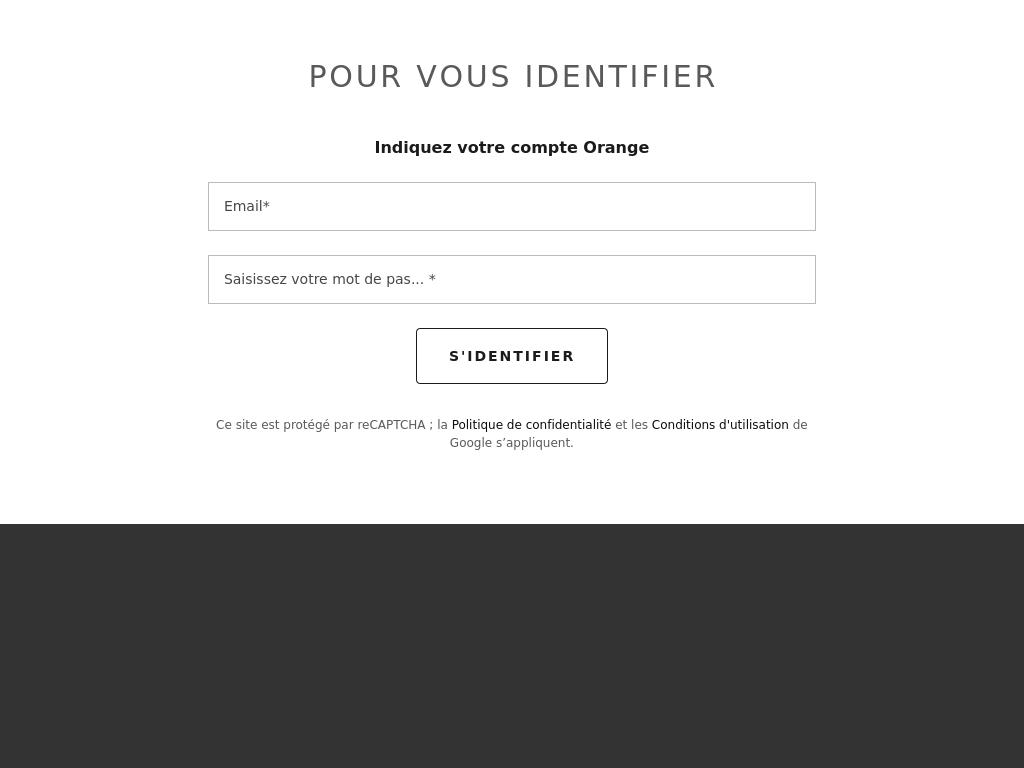 POUR VOUS IDENTIFIER
Indiquez votre compte Orange
Email*
Saisissez votre mot de pas... *
S'IDENTIFIER
Ce site est protégé par reCAPTCHA ; la Politique de confidentialité et les Conditions d'utilisation de
Google s’appliquent.